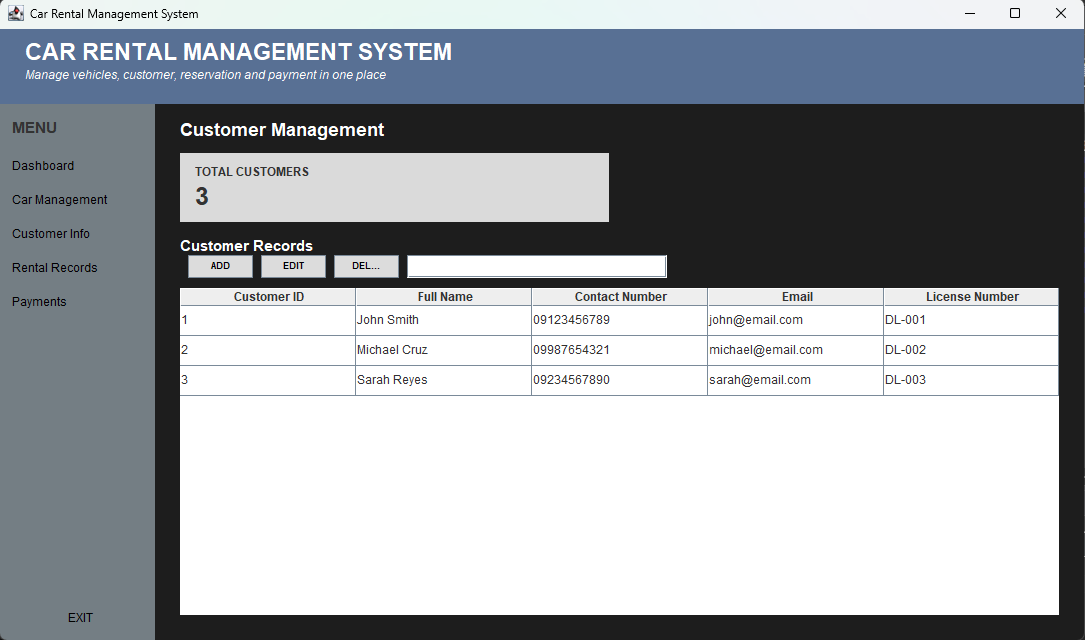 Car Rental Management System
CAR RENTAL MANAGEMENT SYSTEM
Manage vehicles, customer, reservation and payment in one place
MENU
Dashboard
Car Management
Customer Info
Rental Records
Payments
EXIT
Customer Management
TOTAL CUSTOMERS
3
Customer Records
ADD EDIT DEL...
Customer ID Full Name Contact Number Email License Number
1 John Smith 09123456789 john@email.com DL-001
2 Michael Cruz 09987654321 michael@email.com DL-002
3 Sarah Reyes 09234567890 sarah@email.com DL-003